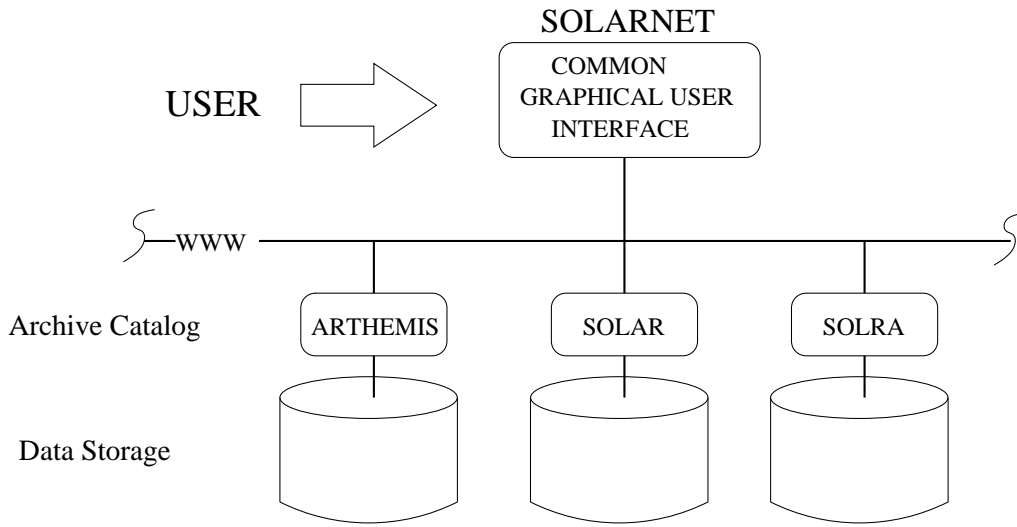 SOLARNET
COMMON
GRAPHICAL USER
INTERFACE
USER
WWW
Archive Catalog
ARTHEMIS
SOLAR
SOLRA
Data Storage